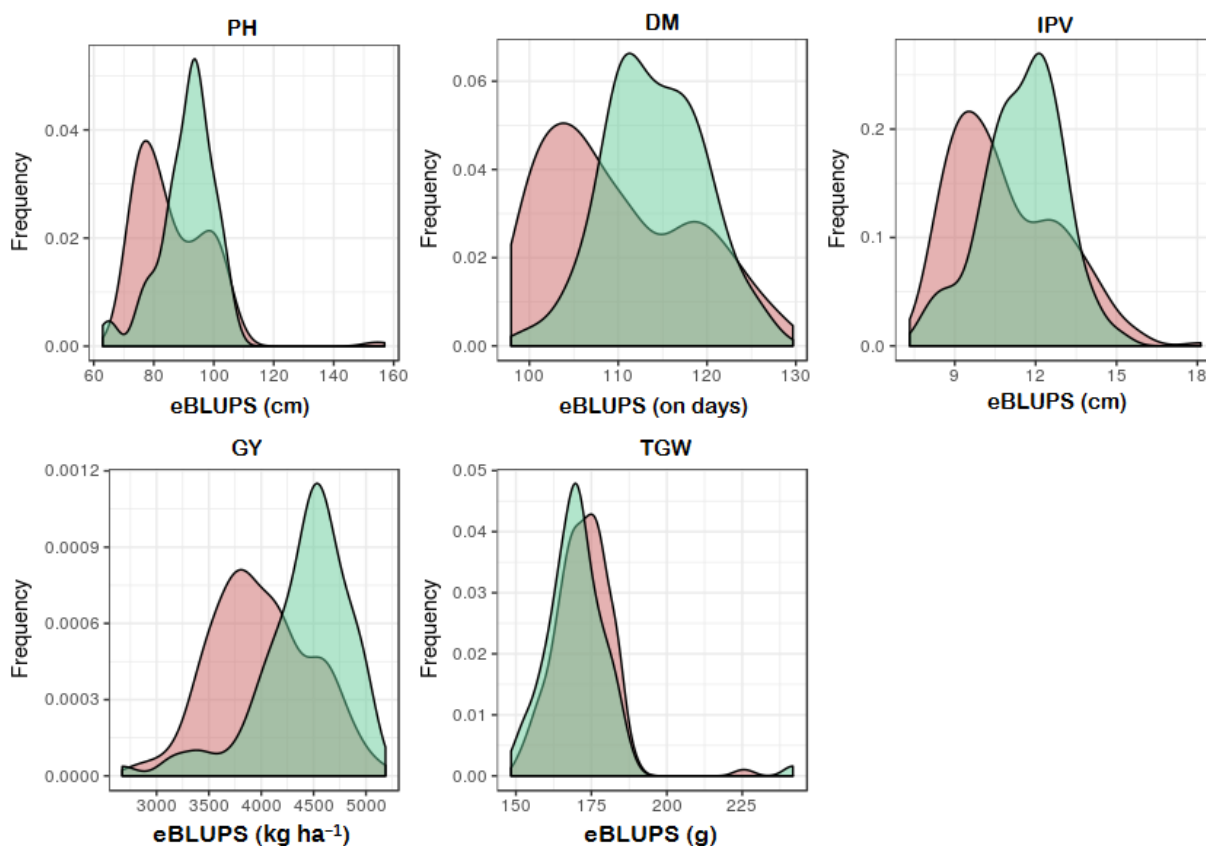 PH
0.04
0.02
0.00
Frequency
60 80 100 120 140 160
eBLUPS (cm)
DM
0.06
0.04
0.02
0.00
Frequency
100 110 120 130
eBLUPS (on days)
IPV
0.2
0.1
0.0
Frequency
9 12 15 18
eBLUPS (cm)
GY
0.0012
0.0009
0.0006
0.0003
0.0000
Frequency
3000 3500 4000 4500 5000
eBLUPS (kg ha⁻¹)
TGW
0.05
0.04
0.03
0.02
0.01
0.00
Frequency
150 175 200 225
eBLUPS (g)